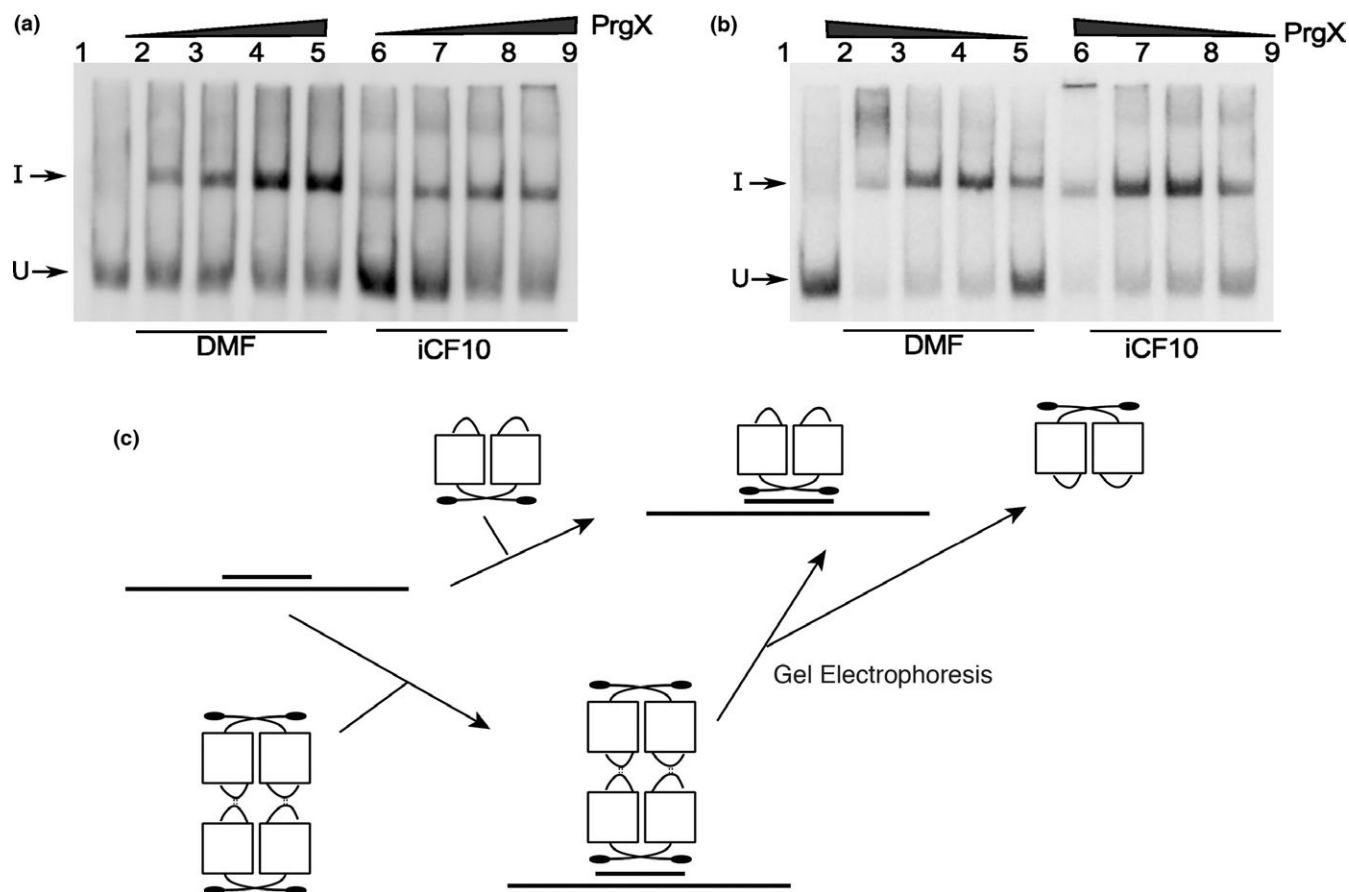 (a)
PrgX
1 2 3 4 5 6 7 8 9
I
U
DMF iCF10
(b)
PrgX
1 2 3 4 5 6 7 8 9
I
U
DMF iCF10
(c)
Gel Electrophoresis